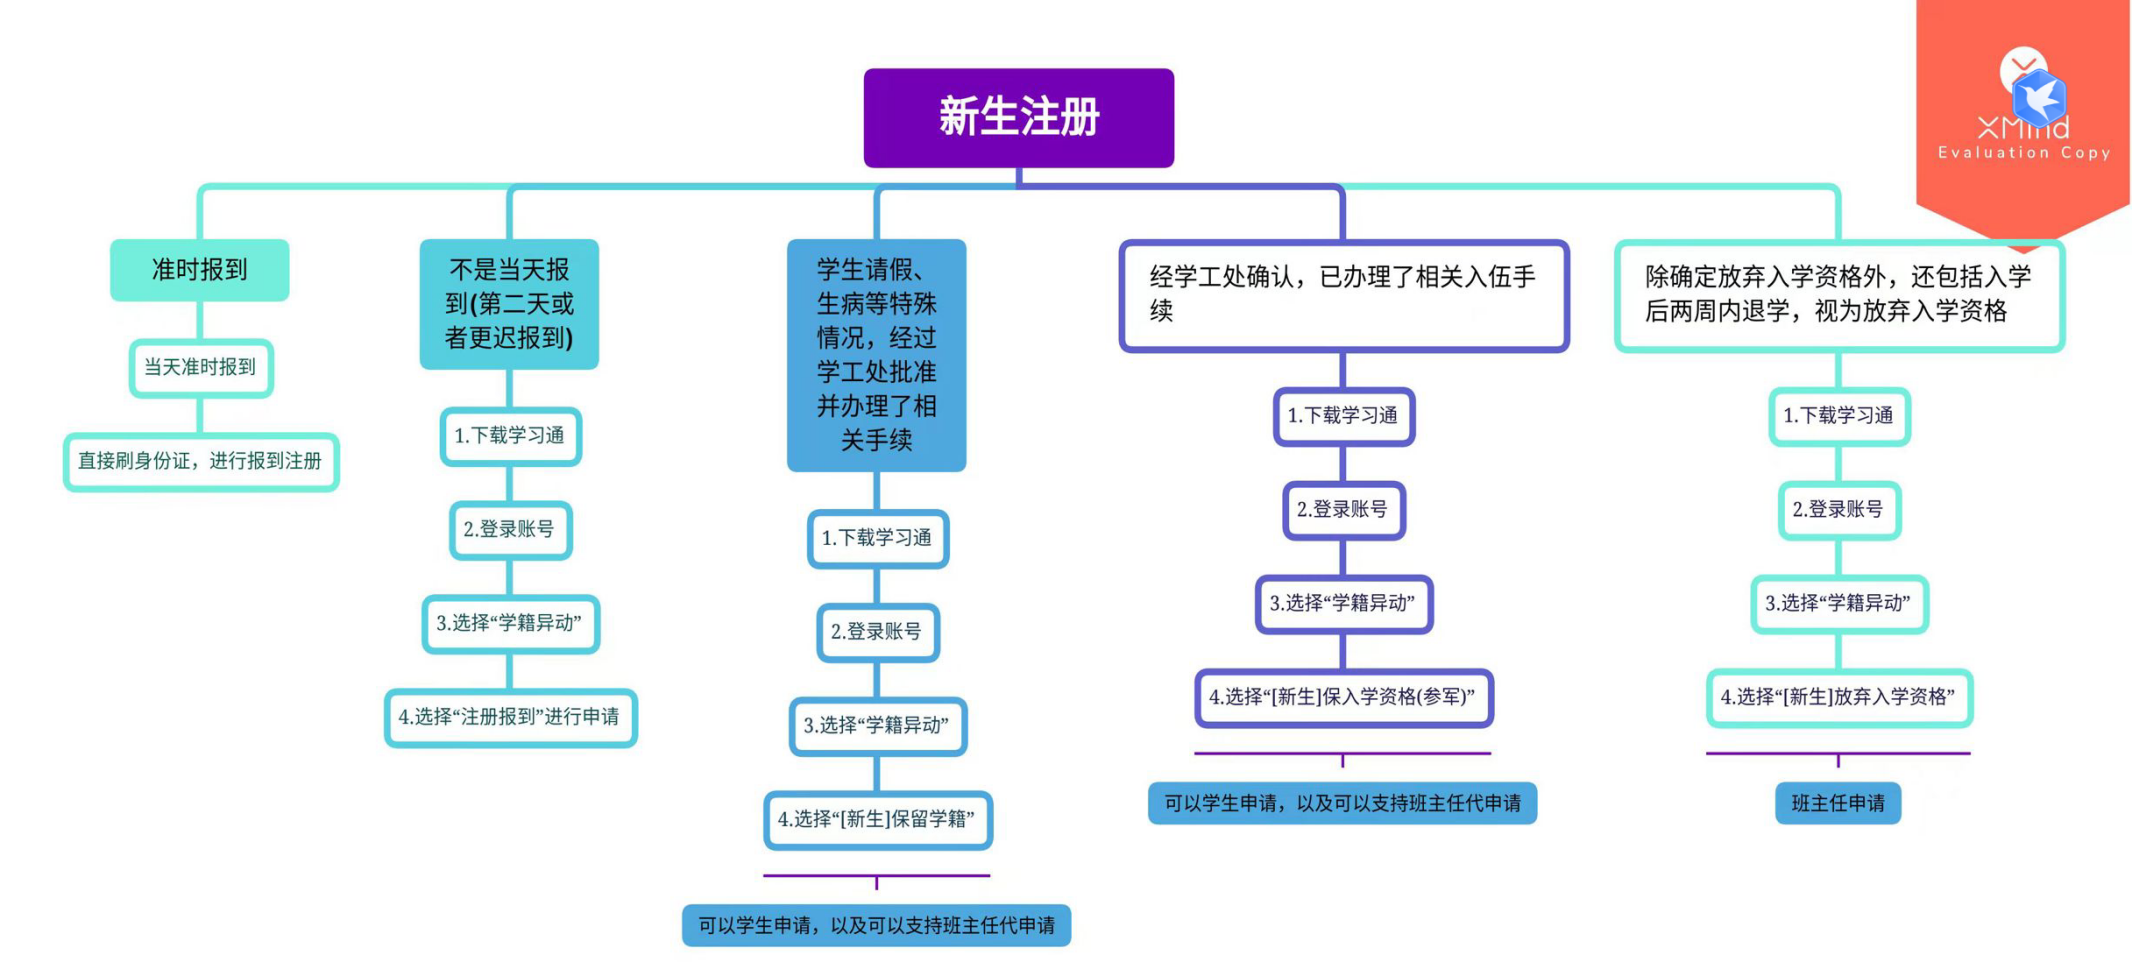 新生注册
XMind
Evaluation Copy
准时报到
当天准时报到
直接刷身份证，进行报到注册
不是当天报
到(第二天或
者更迟报到)
1.下载学习通
2.登录账号
3.选择“学籍异动”
4.选择“注册报到”进行申请
学生请假、
生病等特殊
情况，经过
学工处批准
并办理了相
关手续
1.下载学习通
2.登录账号
3.选择“学籍异动”
4.选择“[新生]保留学籍”
可以学生申请，以及可以支持班主任代申请
经学工处确认，已办理了相关入伍手
续
1.下载学习通
2.登录账号
3.选择“学籍异动”
4.选择“[新生]保入学资格(参军)”
可以学生申请，以及可以支持班主任代申请
除确定放弃入学资格外，还包括入学
后两周内退学，视为放弃入学资格
1.下载学习通
2.登录账号
3.选择“学籍异动”
4.选择“[新生]放弃入学资格”
班主任申请